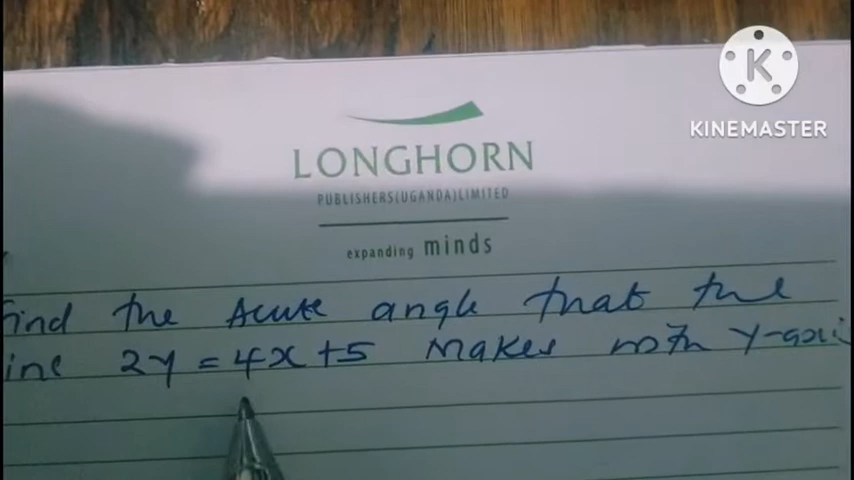 K
KINEMASTER
LONGHORN
PUBLISHERS(UGANDA)LIMITED
expanding minds
Find the Acute angle that the
ine 2y = 4x + 5 makes with Y-axi